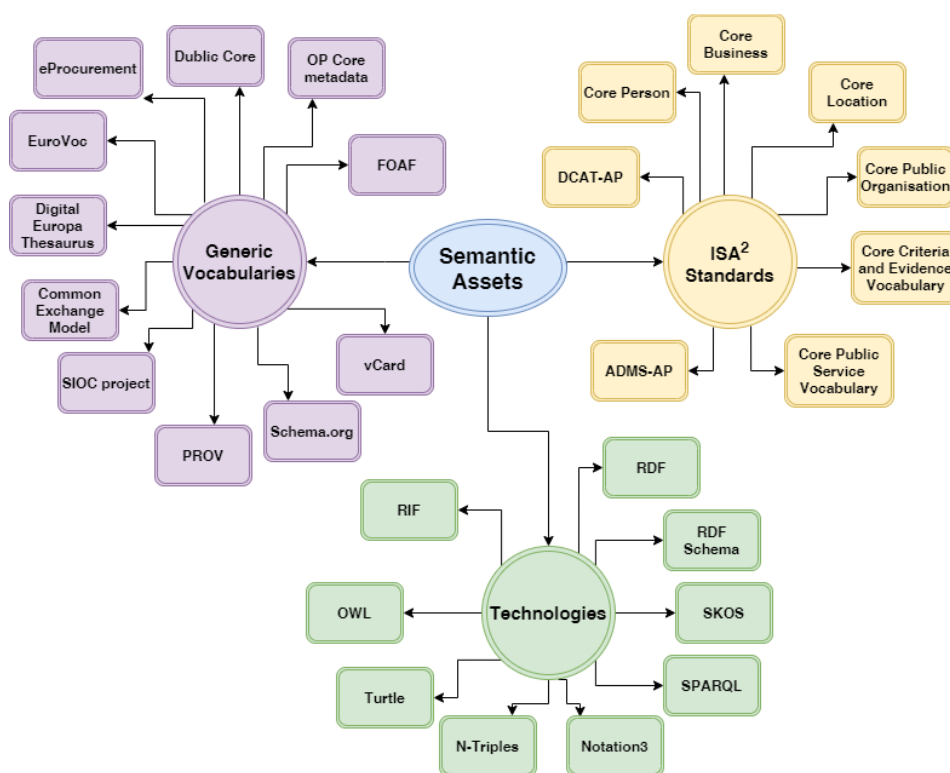 Dublic Core
OP Core
metadata
eProcurement
EuroVoc
FOAF
Digital
Europa
Thesaurus
Generic
Vocabularies
Common
Exchange
Model
SIOC project
vCard
Schema.org
PROV
Semantic
Assets
Core
Business
Core Person
Core
Location
DCAT-AP
Core Public
Organisation
ISA²
Standards
Core Criteria
and Evidence
Vocabulary
ADMS-AP
Core Public
Service
Vocabulary
RDF
RIF
RDF
Schema
OWL
Technologies
SKOS
Turtle
SPARQL
N-Triples
Notation3